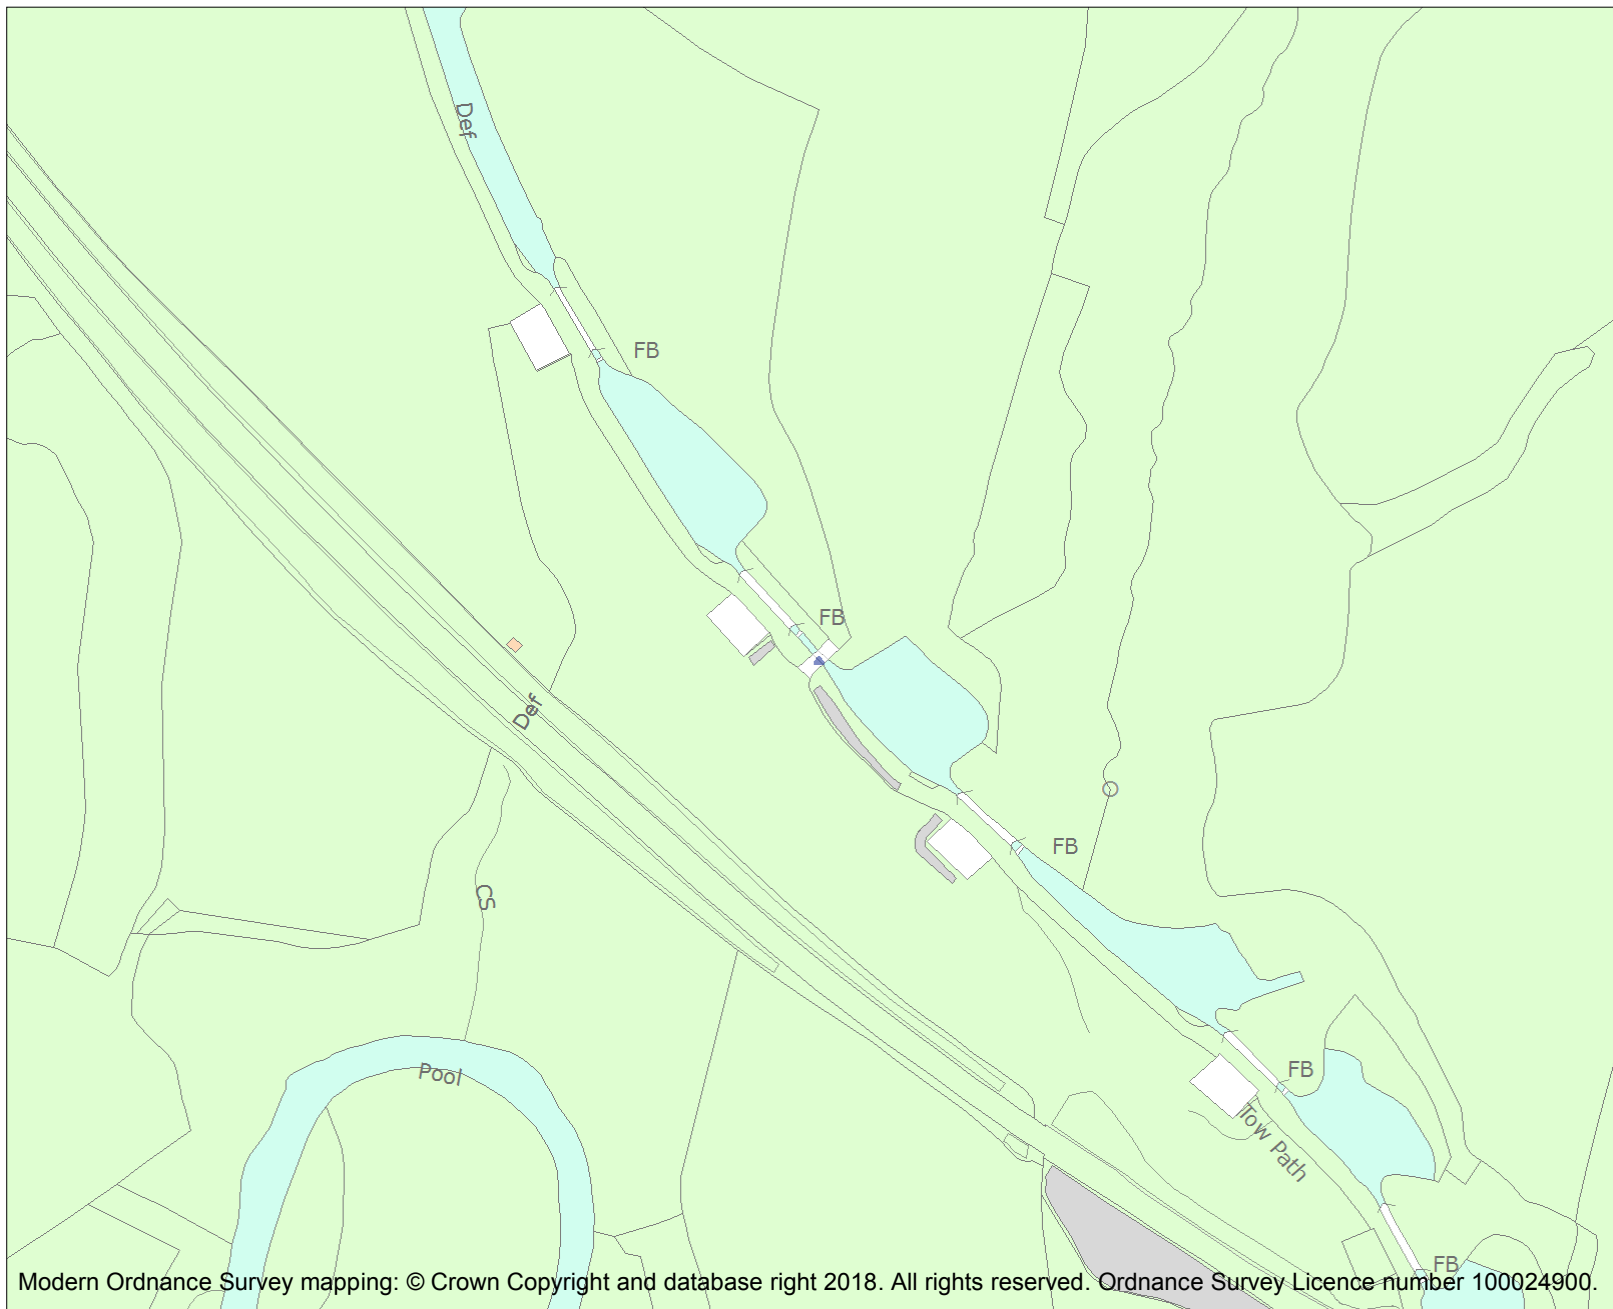 Def
FB
FB
Def
FB
CS
FB
Pool
Tow Path
FB
Modern Ordnance Survey mapping: © Crown Copyright and database right 2018. All rights reserved. Ordnance Survey Licence number 100024900.